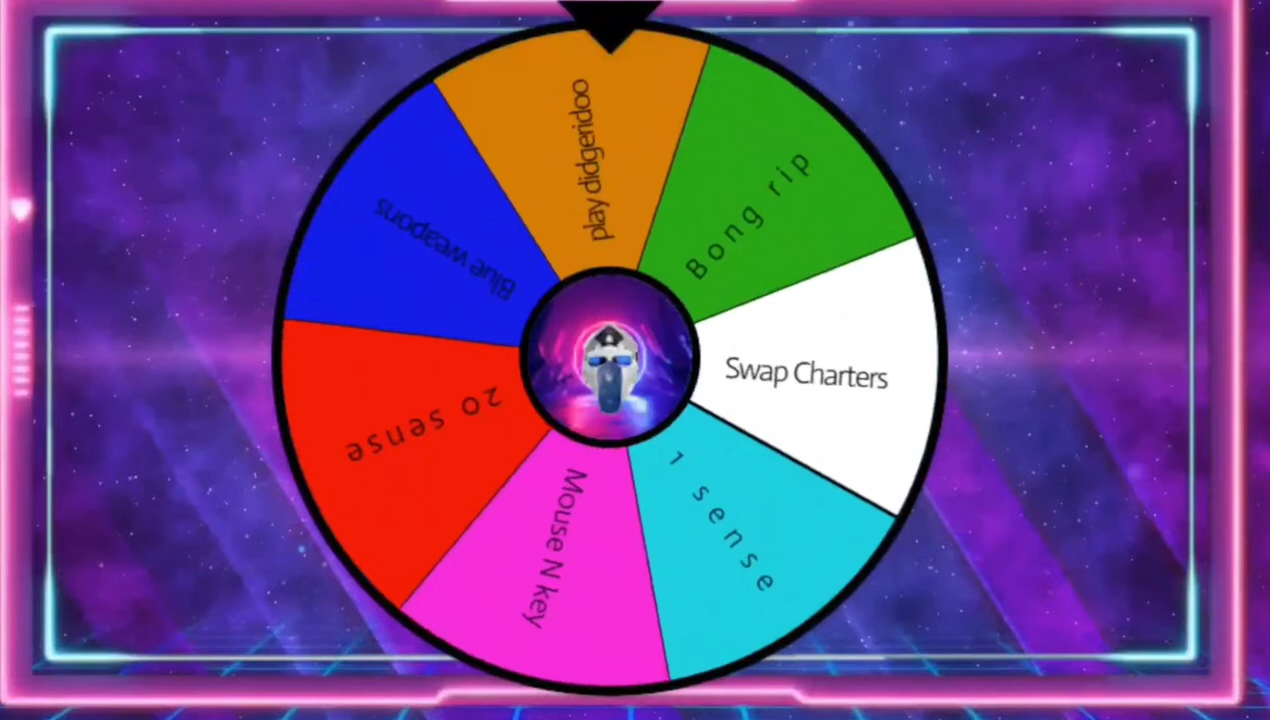 play didgeridoo
Bong rip
Swap Charters
1 sense
Mouse N key
20 sense
Blue weapons